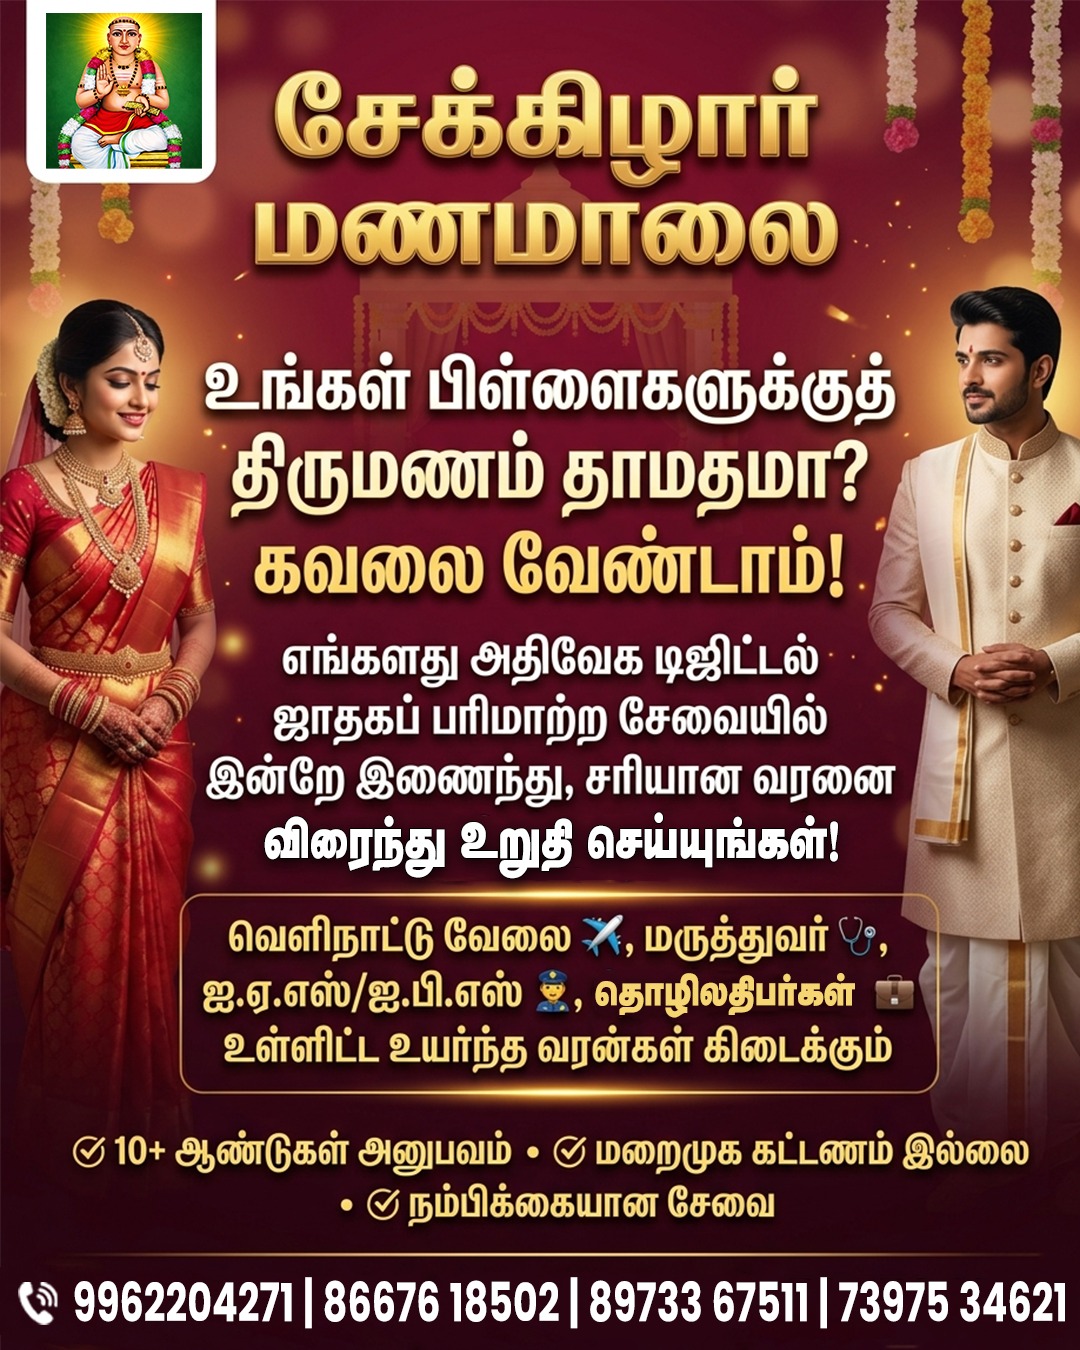 சேக்கிழார்
மணமாலை
உங்கள் பிள்ளைகளுக்குத்
திருமணம் தாமதமா?
கவலை வேண்டாம்!
எங்களது அதிவேக டிஜிட்டல்
ஜாதகப் பரிமாற்ற சேவையில்
இன்றே இணைந்து, சரியான வரனை
விரைந்து உறுதி செய்யுங்கள்!
வெளிநாட்டு வேலை ✈️, மருத்துவர் 🩺,
ஐ.ஏ.எஸ்/ஐ.பி.எஸ் 👮, தொழிலதிபர்கள் 💼
உள்ளிட்ட உயர்ந்த வரன்கள் கிடைக்கும்
10+ ஆண்டுகள் அனுபவம் • மறைமுக கட்டணம் இல்லை
• நம்பிக்கையான சேவை
9962204271 | 86676 18502 | 89733 67511 | 73975 34621